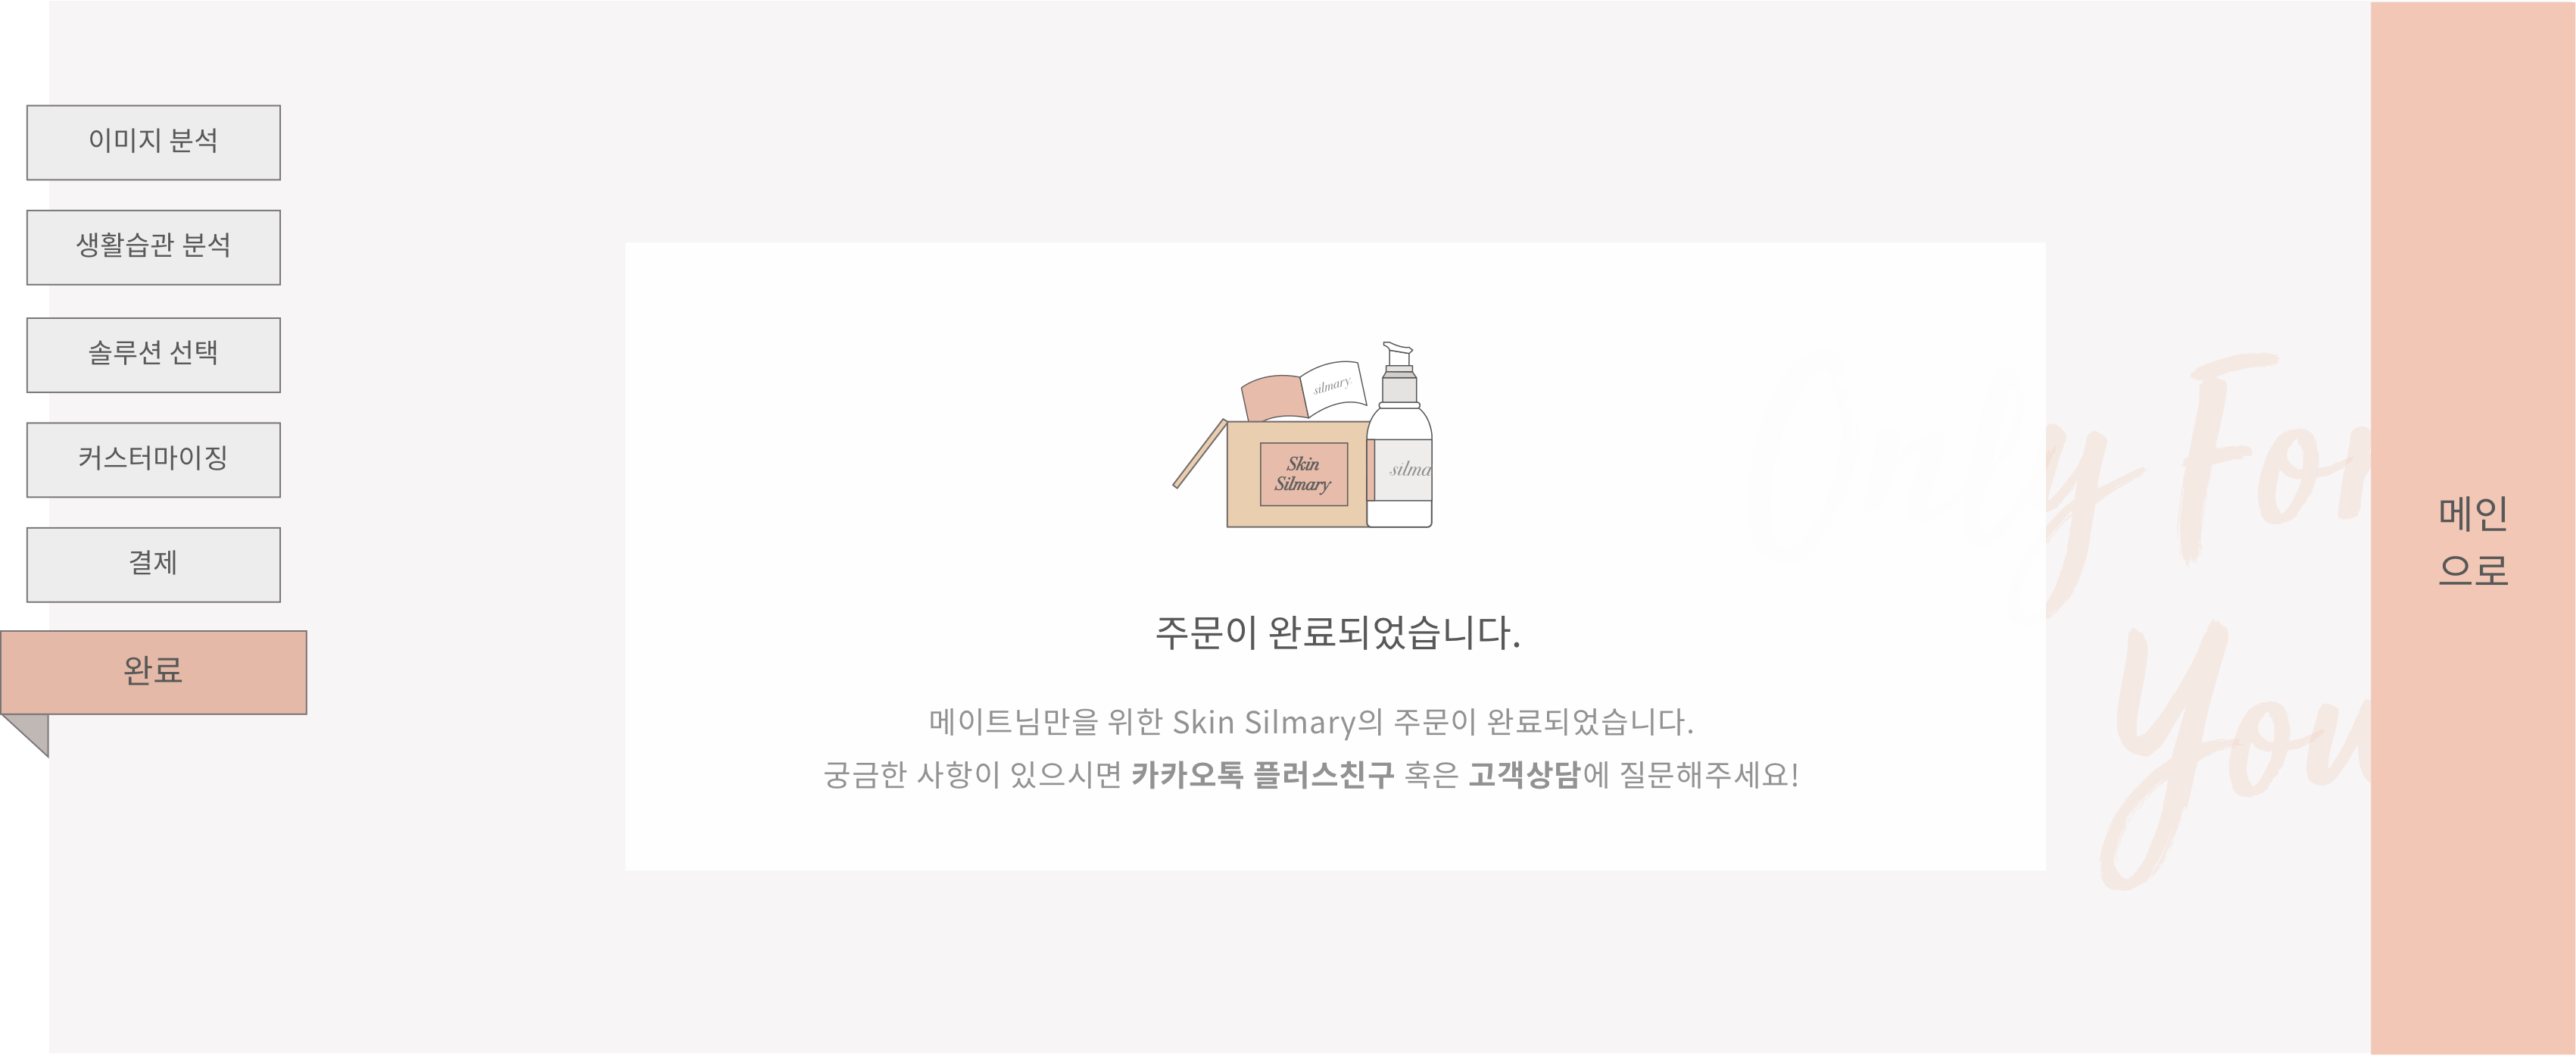 이미지 분석
생활습관 분석
솔루션 선택
커스터마이징
결제
완료
silmary.
Skin
Silmary
silma
주문이 완료되었습니다.
메이트님만을 위한 Skin Silmary의 주문이 완료되었습니다.
궁금한 사항이 있으시면 카카오톡 플러스친구 혹은 고객상담에 질문해주세요!
Only For
You
메인
으로